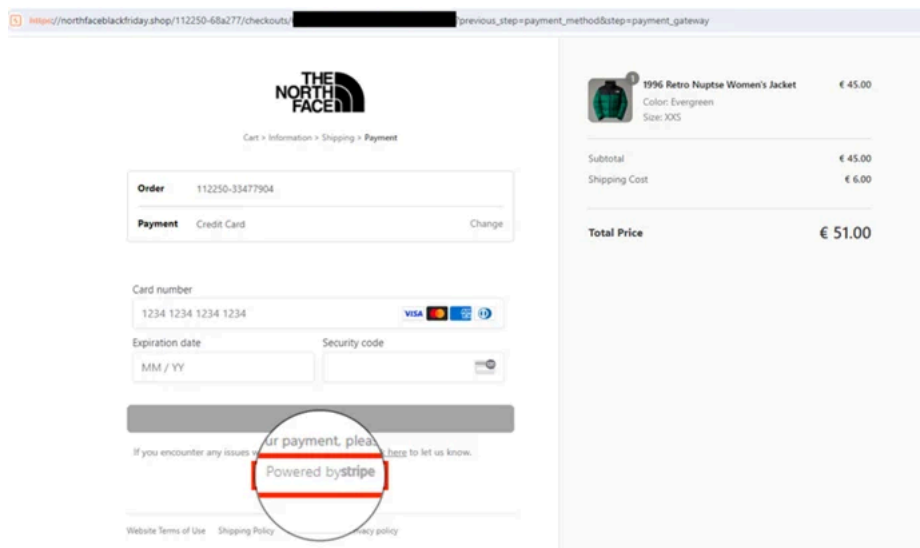 https://northfaceblackfriday.shop/112250-68a277/checkouts/ ?previous_step=payment_method&step=payment_gateway
THE
NORTH
FACE
Cart > Information > Shipping > Payment
Order 112250-33477904
Payment Credit Card Change
Card number
1234 1234 1234 1234 VISA
Expiration date Security code
MM / YY
ur payment, pleas
If you encounter any issues w here to let us know.
Powered by stripe
Website Terms of Use Shipping Policy vacy policy
1
1996 Retro Nuptse Women's Jacket € 45.00
Color: Evergreen
Size: XXS
Subtotal € 45.00
Shipping Cost € 6.00
Total Price € 51.00